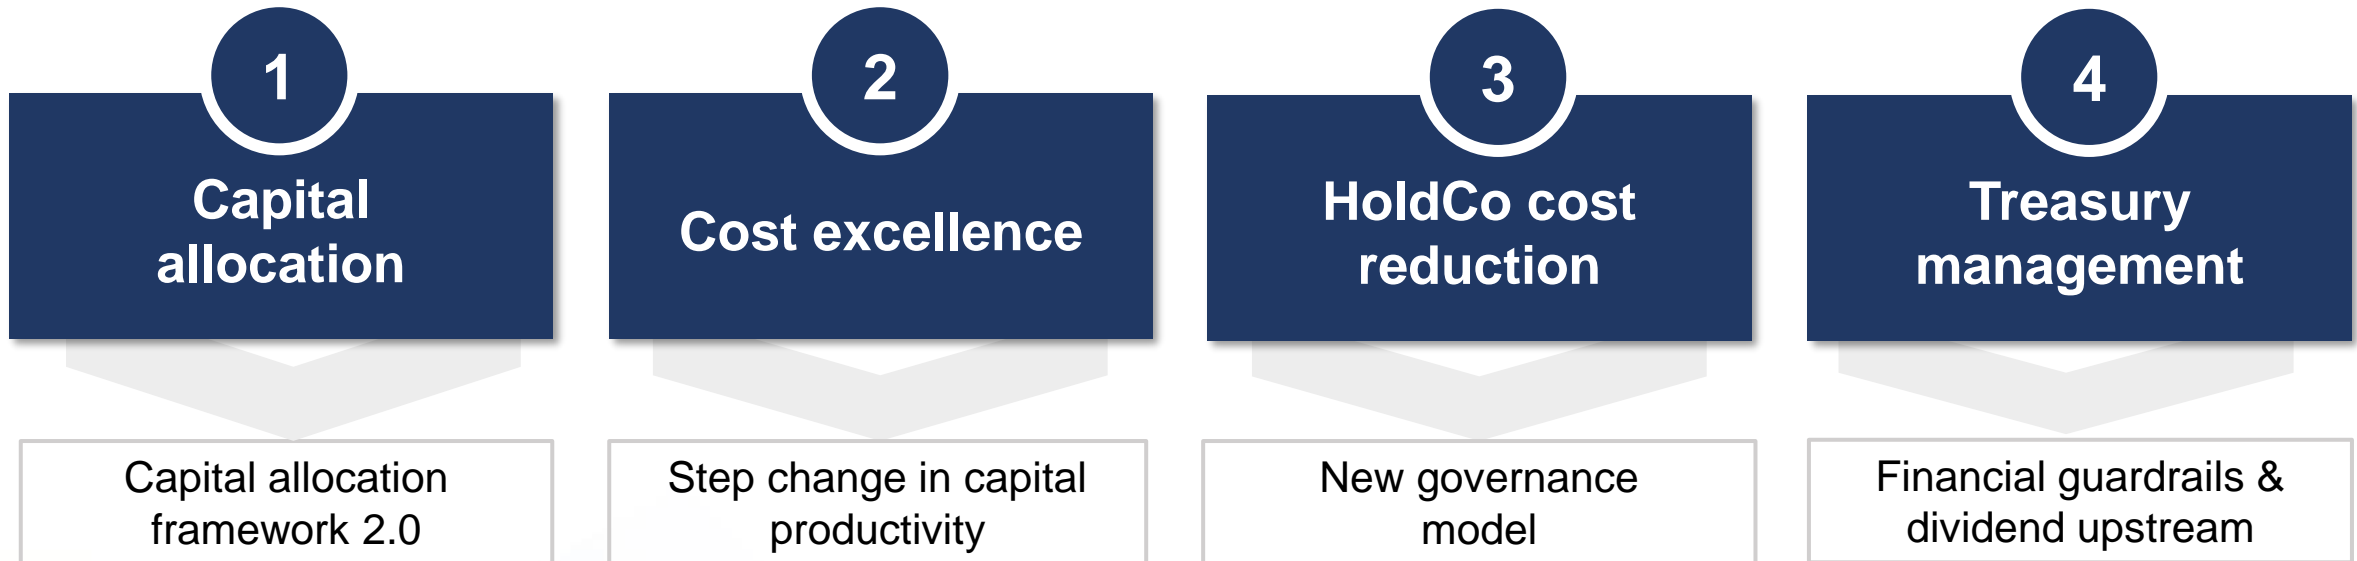 1
Capital
allocation
Capital allocation
framework 2.0
2
Cost excellence
Step change in capital
productivity
3
HoldCo cost
reduction
New governance
model
4
Treasury
management
Financial guardrails &
dividend upstream